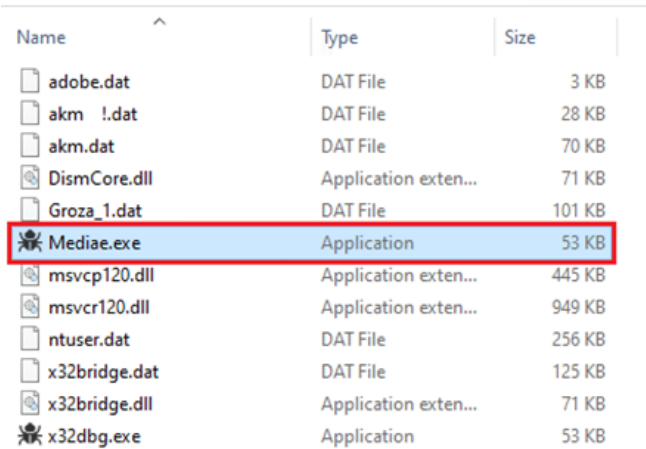 Name Type Size
adobe.dat DAT File 3 KB
akm !.dat DAT File 28 KB
akm.dat DAT File 70 KB
DismCore.dll Application exten... 71 KB
Groza_1.dat DAT File 101 KB
Mediae.exe Application 53 KB
msvcp120.dll Application exten... 445 KB
msvcr120.dll Application exten... 949 KB
ntuser.dat DAT File 256 KB
x32bridge.dat DAT File 125 KB
x32bridge.dll Application exten... 71 KB
x32dbg.exe Application 53 KB